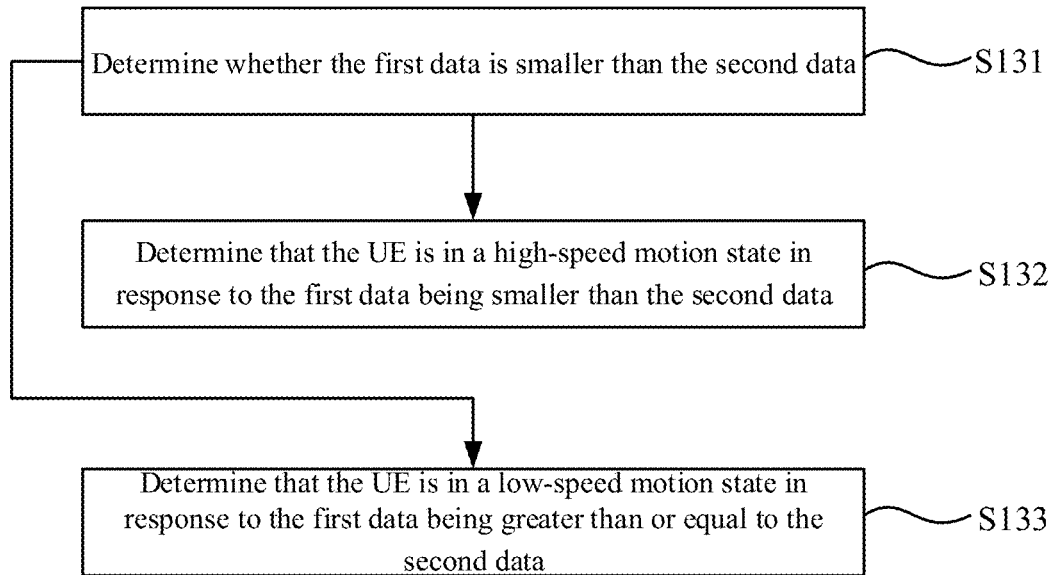 Determine whether the first data is smaller than the second data
S131
Determine that the UE is in a high-speed motion state in
response to the first data being smaller than the second data
S132
Determine that the UE is in a low-speed motion state in
response to the first data being greater than or equal to the
second data
S133